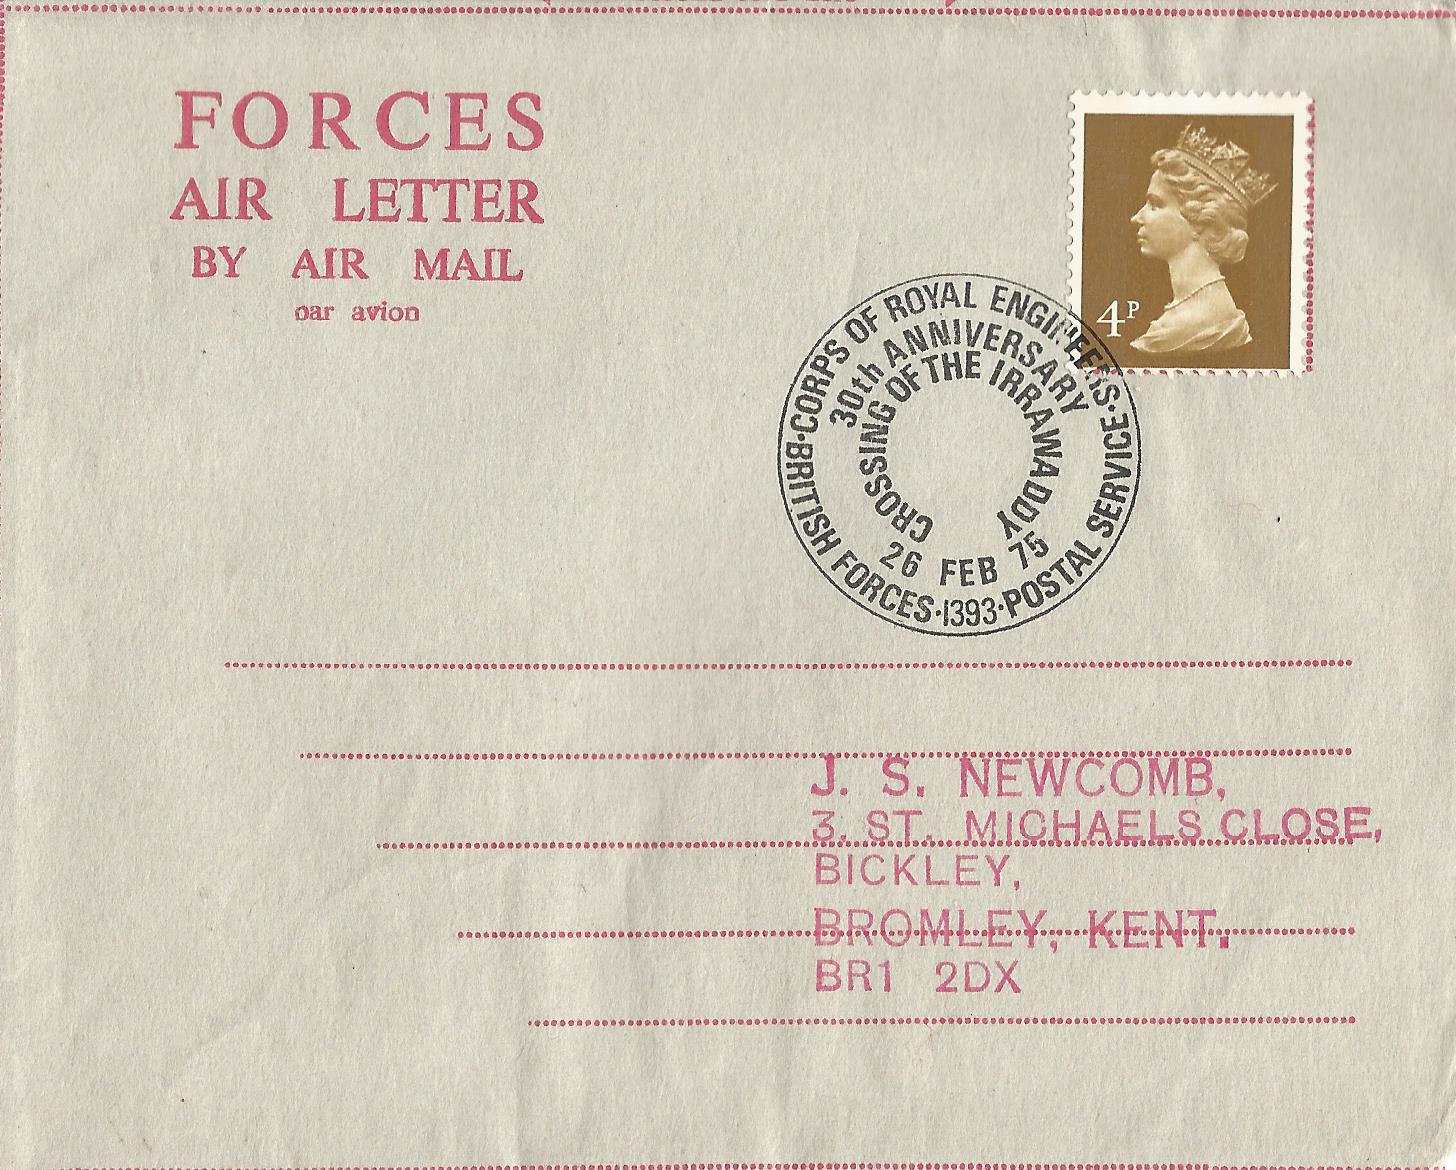 FORCES
AIR LETTER
BY AIR MAIL
oar avion
4P
CORPS OF ROYAL ENGINEERS
30th ANNIVERSARY
CROSSING OF THE IRRAWADDY
26 FEB 75
BRITISH FORCES·1393·POSTAL SERVICE
J. S. NEWCOMB,
3. ST. MICHAELS CLOSE,
BICKLEY,
BROMLEY, KENT.
BR1 2DX